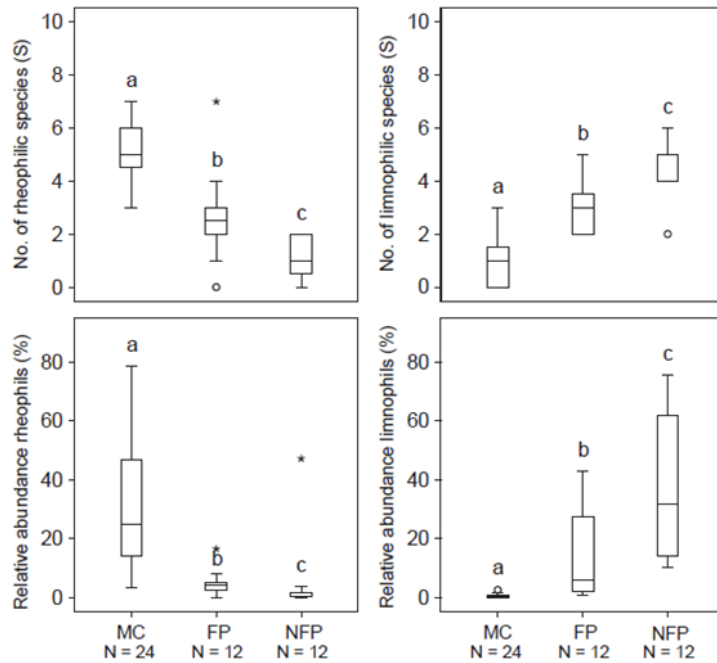 No. of rheophilic species (S)
10
8
6
4
2
0
a
*
b
c
No. of limnophilic species (S)
10
8
6
4
2
0
a
b
c
Relative abundance rheophils (%)
80
60
40
20
0
a
*
b
*
c
MC
N = 24
FP
N = 12
NFP
N = 12
Relative abundance limnophils (%)
80
60
40
20
0
a
b
c
MC
N = 24
FP
N = 12
NFP
N = 12